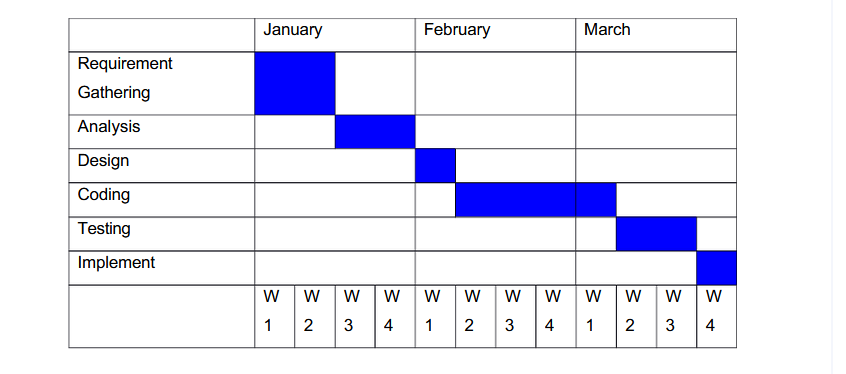 January February March
Requirement
Gathering
Analysis
Design
Coding
Testing
Implement
W W W W W W W W W W W W
1 2 3 4 1 2 3 4 1 2 3 4